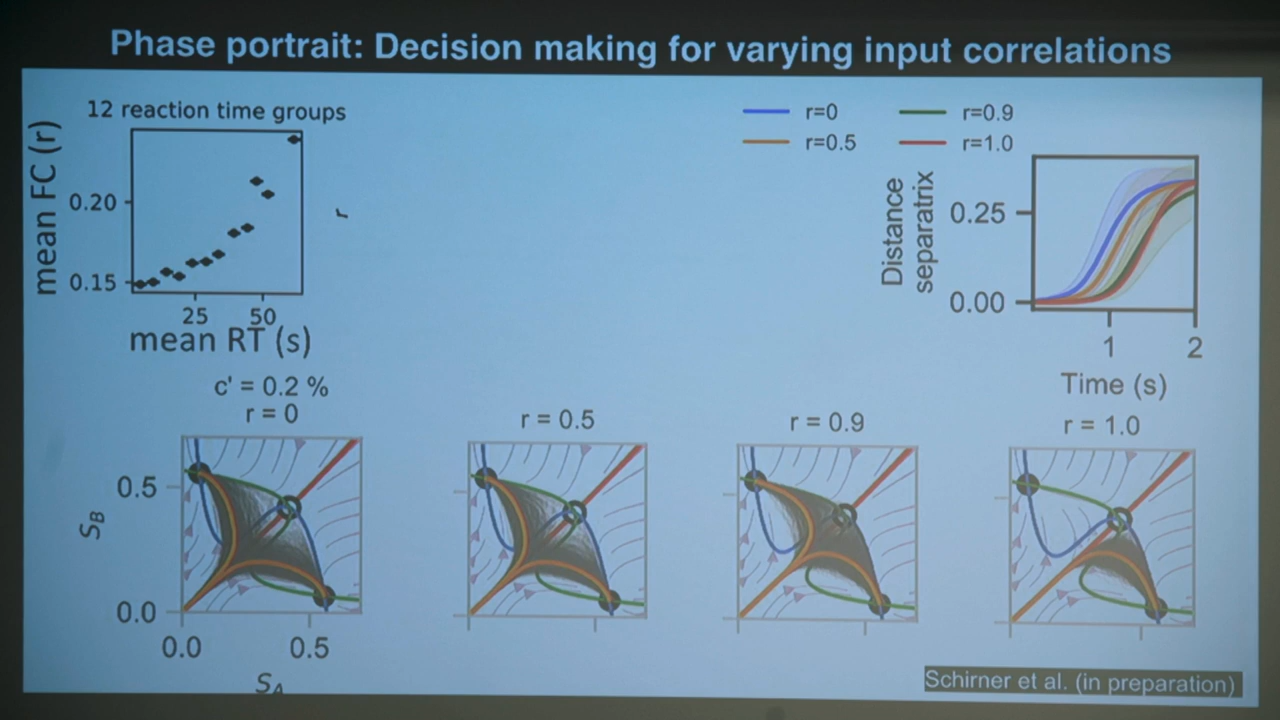 Phase portrait: Decision making for varying input correlations
12 reaction time groups
mean FC (r)
0.20
0.15
25 50
mean RT (s)
r
r=0
r=0.5
r=0.9
r=1.0
Distance
separatrix
0.25
0.00
1 2
Time (s)
c' = 0.2 %
r = 0
r = 0.5
r = 0.9
r = 1.0
S_B
0.5
0.0
0.0 0.5
S_A
Schirner et al. (in preparation)